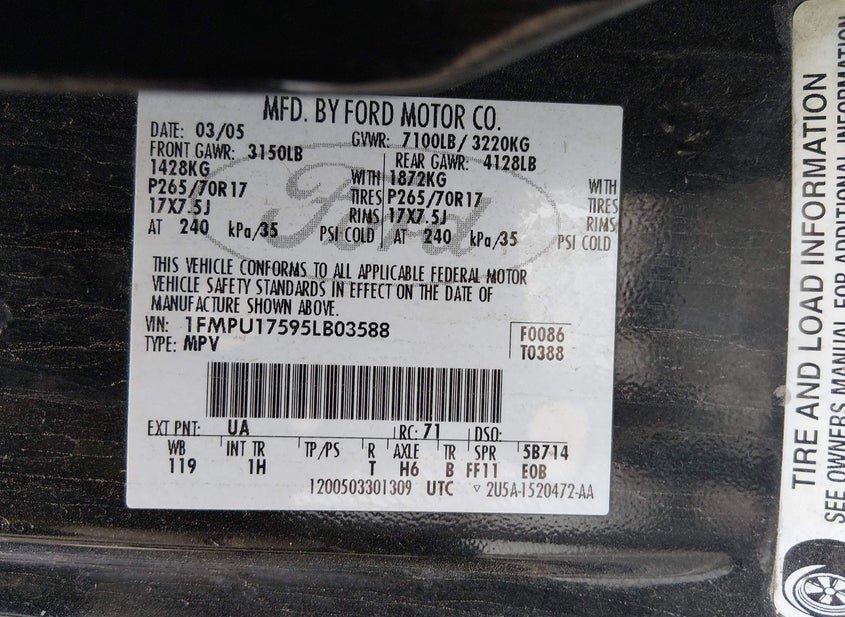 MFD. BY FORD MOTOR CO.
DATE: 03/05 GVWR: 7100LB/ 3220KG
FRONT GAWR: 3150LB REAR GAWR: 4128LB
1428KG WITH 1872KG WITH
P265/70R17 TIRES P265/70R17 TIRES
17X7.5J RIMS 17X7.5J RIMS
AT 240 kPa/35 PSI COLD AT 240 kPa/35 PSI COLD
Ford
THIS VEHICLE CONFORMS TO ALL APPLICABLE FEDERAL MOTOR
VEHICLE SAFETY STANDARDS IN EFFECT ON THE DATE OF
MANUFACTURE SHOWN ABOVE.
VIN: 1FMPU17595LB03588
TYPE: MPV
F0086
T0388
EXT PNT: UA RC: 71 DSO:
WB INT TR TP/PS R AXLE TR SPR 5B714
119 1H T H6 B FF11 E0B
1200503301309 UTC ▽ 2U5A-1520472-AA
TIRE AND LOAD INFORMATION
SEE OWNERS MANUAL FOR ADDITIONAL INFORMATION